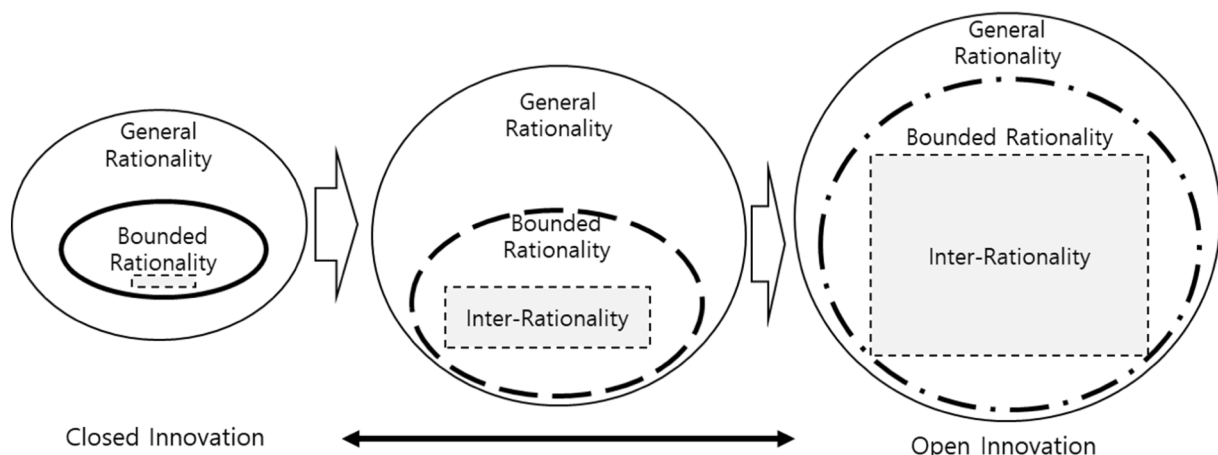 General
Rationality
Bounded
Rationality
General
Rationality
Bounded
Rationality
Inter-Rationality
General
Rationality
Bounded Rationality
Inter-Rationality
Closed Innovation
Open Innovation